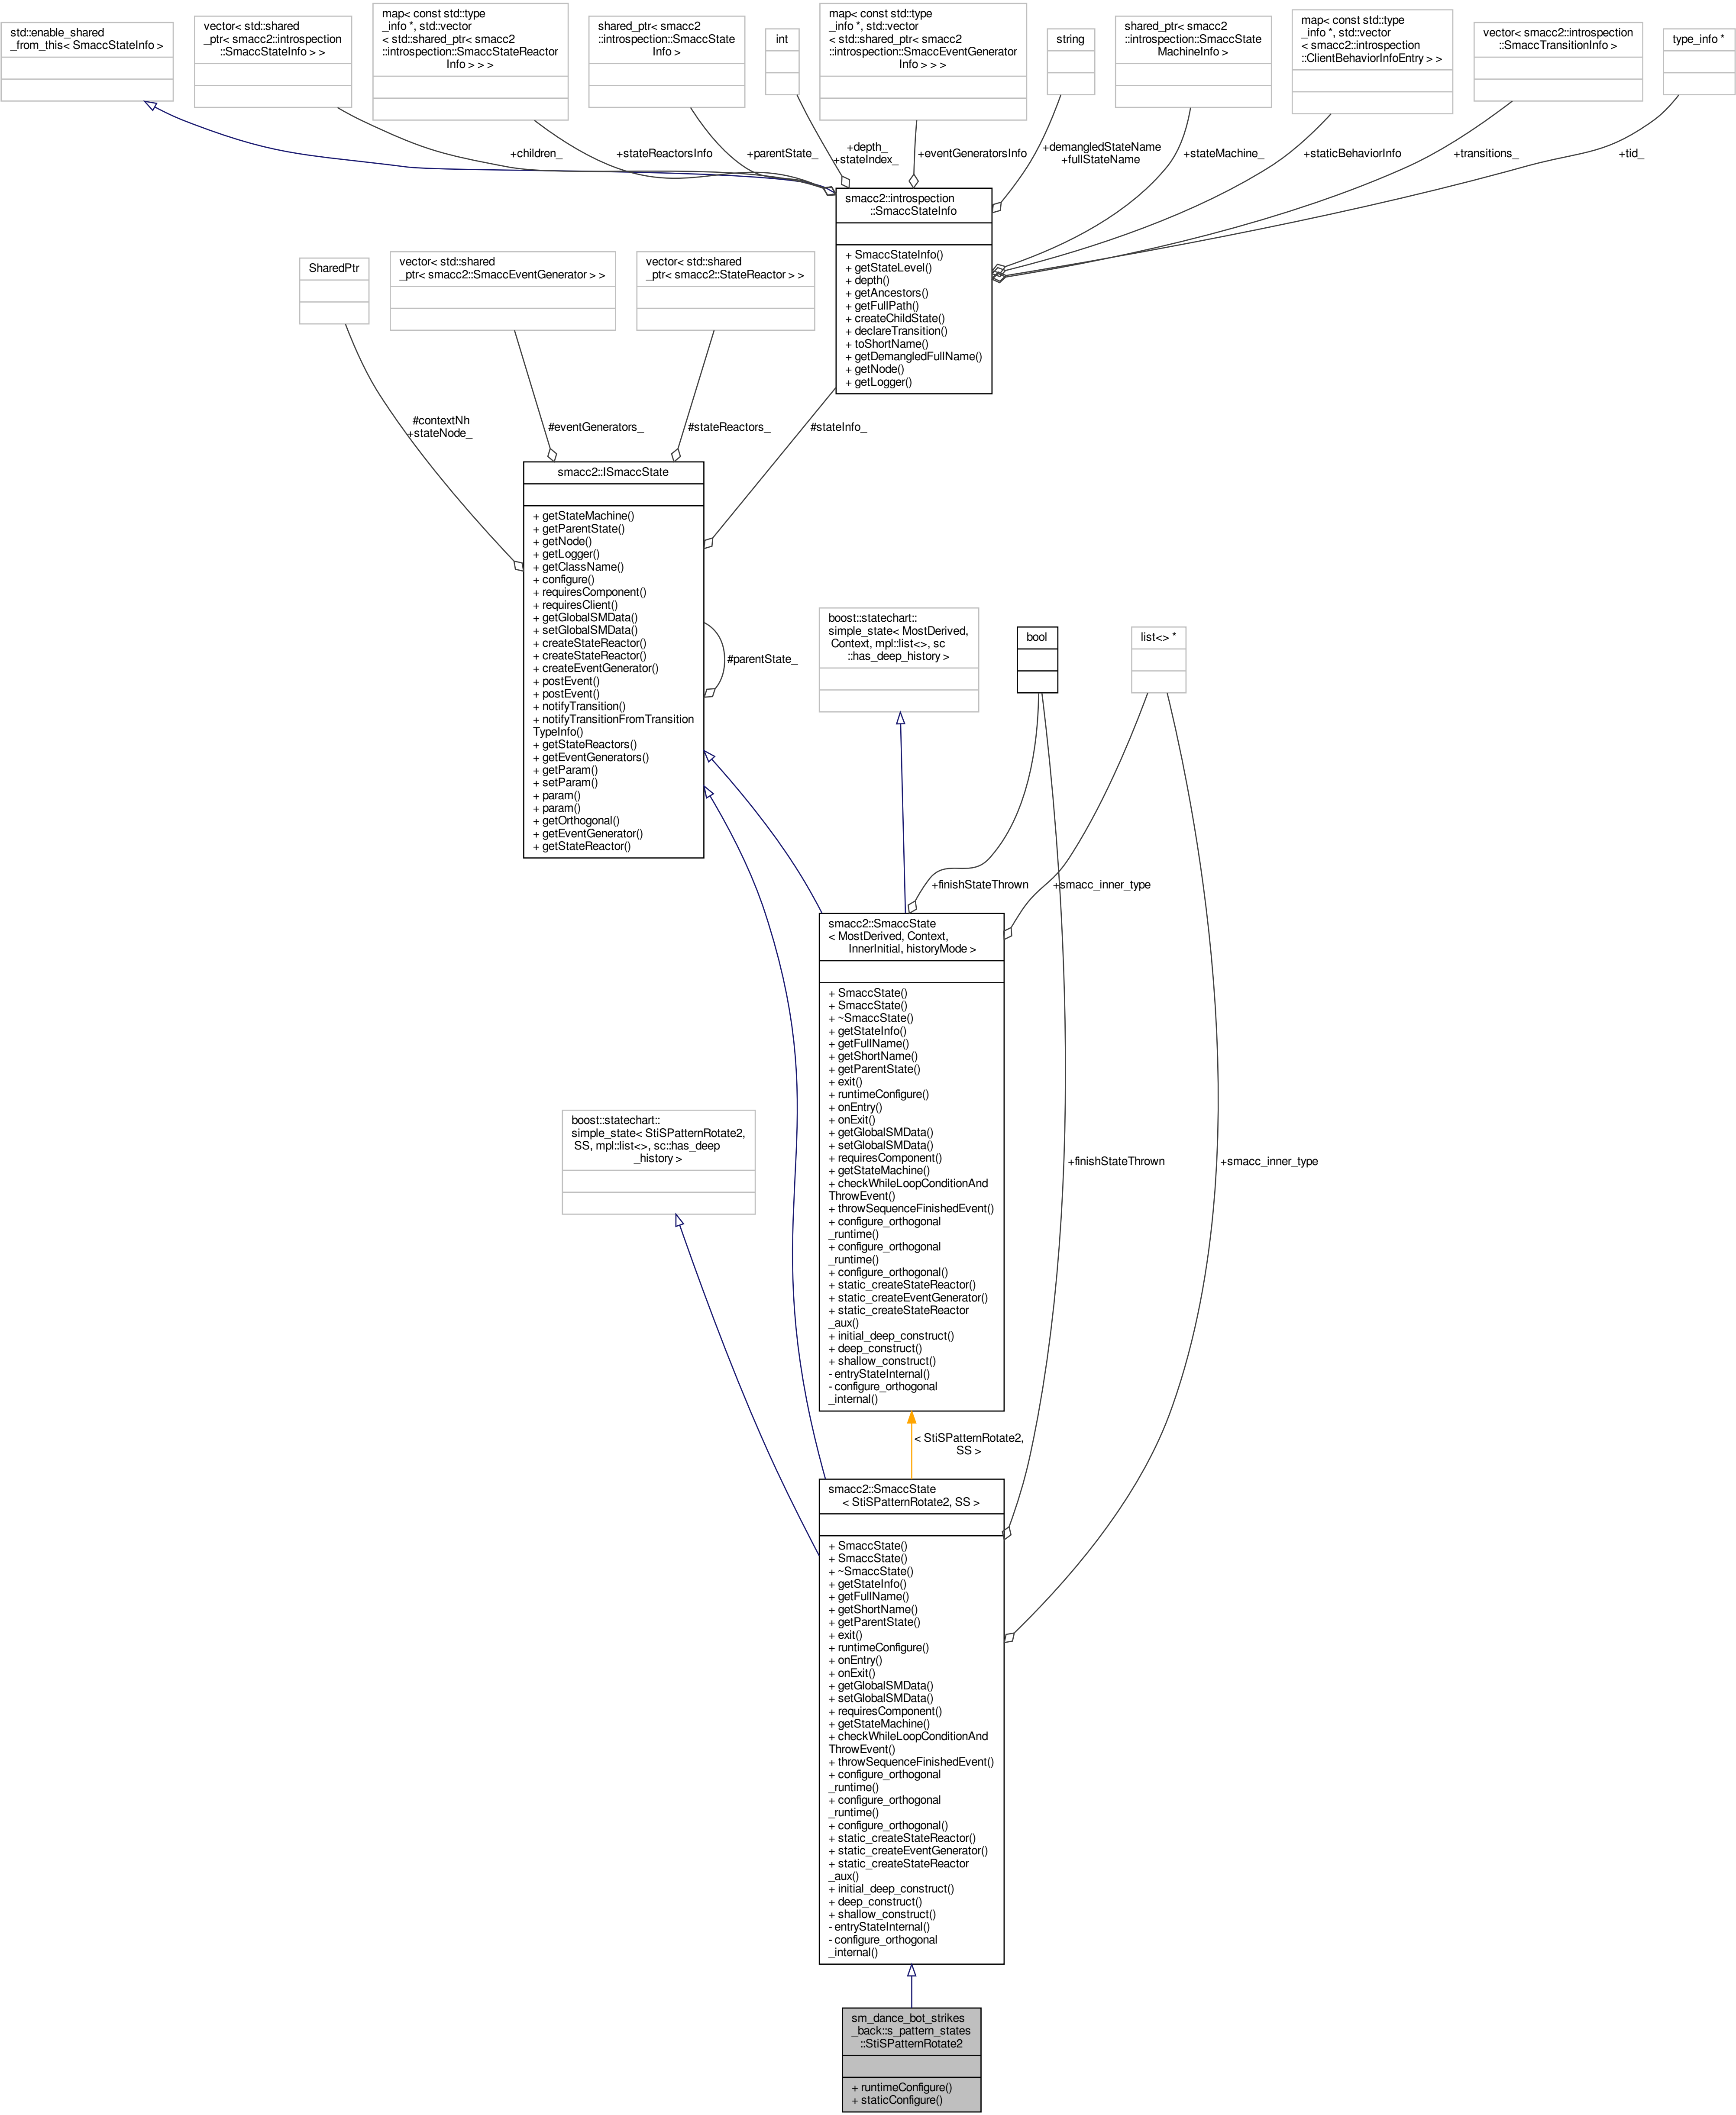 std::enable_shared
_from_this< SmaccStateInfo >
vector< std::shared
_ptr< smacc2::introspection
::SmaccStateInfo > >
map< const std::type
_info *, std::vector
< std::shared_ptr< smacc2
::introspection::SmaccStateReactor
Info > > >
shared_ptr< smacc2
::introspection::SmaccState
Info >
int
map< const std::type
_info *, std::vector
< std::shared_ptr< smacc2
::introspection::SmaccEventGenerator
Info > > >
string
shared_ptr< smacc2
::introspection::SmaccState
MachineInfo >
map< const std::type
_info *, std::vector
< smacc2::introspection
::ClientBehaviorInfoEntry > >
vector< smacc2::introspection
::SmaccTransitionInfo >
type_info *
+children_
+stateReactorsInfo
+parentState_
+depth_
+stateIndex_
+eventGeneratorsInfo
+demangledStateName
+fullStateName
+stateMachine_
+staticBehaviorInfo
+transitions_
+tid_
smacc2::introspection
::SmaccStateInfo
+ SmaccStateInfo()
+ getStateLevel()
+ depth()
+ getAncestors()
+ getFullPath()
+ createChildState()
+ declareTransition()
+ toShortName()
+ getDemangledFullName()
+ getNode()
+ getLogger()
SharedPtr
vector< std::shared
_ptr< smacc2::SmaccEventGenerator > >
vector< std::shared
_ptr< smacc2::StateReactor > >
#contextNh
+stateNode_
#eventGenerators_
#stateReactors_
#stateInfo_
smacc2::ISmaccState
+ getStateMachine()
+ getParentState()
+ getNode()
+ getLogger()
+ getClassName()
+ configure()
+ requiresComponent()
+ requiresClient()
+ getGlobalSMData()
+ setGlobalSMData()
+ createStateReactor()
+ createStateReactor()
+ createEventGenerator()
+ postEvent()
+ postEvent()
+ notifyTransition()
+ notifyTransitionFromTransition
TypeInfo()
+ getStateReactors()
+ getEventGenerators()
+ getParam()
+ setParam()
+ param()
+ param()
+ getOrthogonal()
+ getEventGenerator()
+ getStateReactor()
#parentState_
boost::statechart::
simple_state< MostDerived,
Context, mpl::list<>, sc
::has_deep_history >
bool
list<> *
+finishStateThrown
+smacc_inner_type
smacc2::SmaccState
< MostDerived, Context,
InnerInitial, historyMode >
+ SmaccState()
+ SmaccState()
+ ~SmaccState()
+ getStateInfo()
+ getFullName()
+ getShortName()
+ getParentState()
+ exit()
+ runtimeConfigure()
+ onEntry()
+ onExit()
+ getGlobalSMData()
+ setGlobalSMData()
+ requiresComponent()
+ getStateMachine()
+ checkWhileLoopConditionAnd
ThrowEvent()
+ throwSequenceFinishedEvent()
+ configure_orthogonal
_runtime()
+ configure_orthogonal
_runtime()
+ configure_orthogonal()
+ static_createStateReactor()
+ static_createEventGenerator()
+ static_createStateReactor
_aux()
+ initial_deep_construct()
+ deep_construct()
+ shallow_construct()
- entryStateInternal()
- configure_orthogonal
_internal()
boost::statechart::
simple_state< StiSPatternRotate2,
SS, mpl::list<>, sc::has_deep
_history >
+finishStateThrown
+smacc_inner_type
< StiSPatternRotate2,
SS >
smacc2::SmaccState
< StiSPatternRotate2, SS >
+ SmaccState()
+ SmaccState()
+ ~SmaccState()
+ getStateInfo()
+ getFullName()
+ getShortName()
+ getParentState()
+ exit()
+ runtimeConfigure()
+ onEntry()
+ onExit()
+ getGlobalSMData()
+ setGlobalSMData()
+ requiresComponent()
+ getStateMachine()
+ checkWhileLoopConditionAnd
ThrowEvent()
+ throwSequenceFinishedEvent()
+ configure_orthogonal
_runtime()
+ configure_orthogonal
_runtime()
+ configure_orthogonal()
+ static_createStateReactor()
+ static_createEventGenerator()
+ static_createStateReactor
_aux()
+ initial_deep_construct()
+ deep_construct()
+ shallow_construct()
- entryStateInternal()
- configure_orthogonal
_internal()
sm_dance_bot_strikes
_back::s_pattern_states
::StiSPatternRotate2
+ runtimeConfigure()
+ staticConfigure()